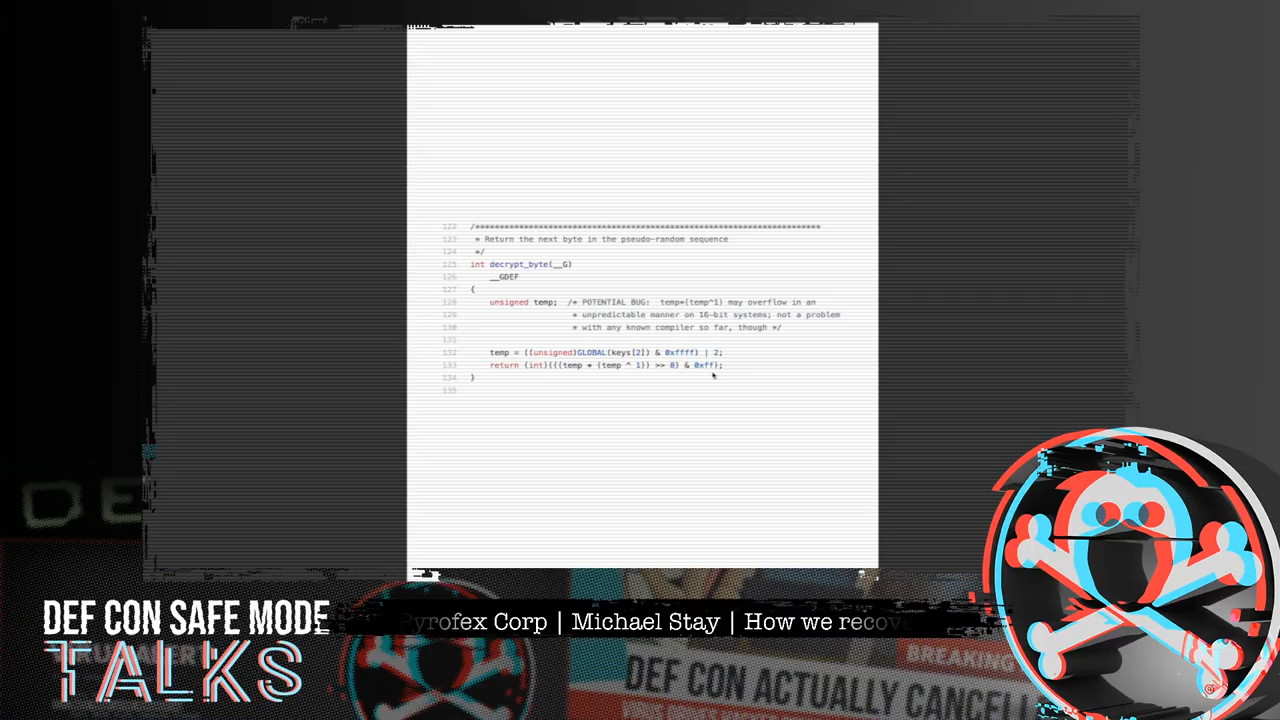 122 /************************************************************************
123 * Return the next byte in the pseudo-random sequence
124 */
125 int decrypt_byte(__G)
126 __GDEF
127 {
128 unsigned temp; /* POTENTIAL BUG: temp*(temp^1) may overflow in an
129 * unpredictable manner on 16-bit systems; not a problem
130 * with any known compiler so far, though */
131
132 temp = ((unsigned)GLOBAL(keys[2]) & 0xffff) | 2;
133 return (int)(((temp * (temp ^ 1)) >> 8) & 0xff);
134 }
135
DE
DEF CON SAFE MODE
TALKS
Pyrofex Corp | Michael Stay | How we recove
BREAKING
DEF CON ACTUALLY CANCELL